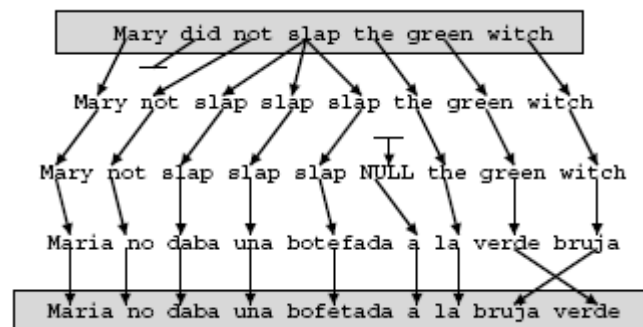 Mary did not slap the green witch
Mary not slap slap slap the green witch
Mary not slap slap slap NULL the green witch
Maria no daba una botefada a la verde bruja
Maria no daba una bofetada a la bruja verde